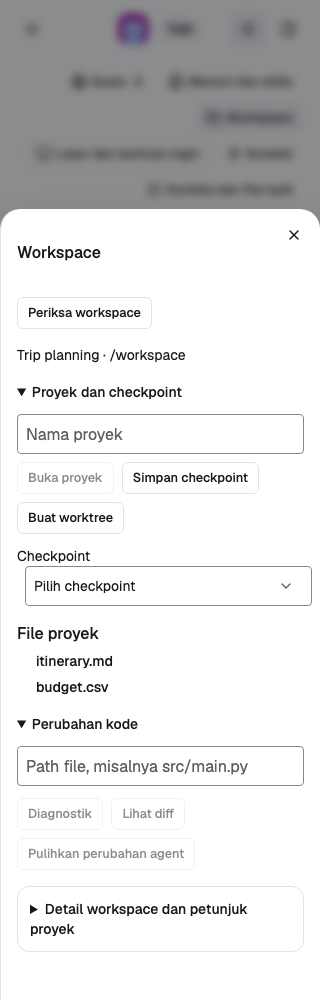 Workspace
Workspace
Periksa workspace
Trip planning · /workspace
▼ Proyek dan checkpoint
Nama proyek
Buka proyek
Simpan checkpoint
Buat worktree
Checkpoint
Pilih checkpoint
File proyek
itinerary.md
budget.csv
▼ Perubahan kode
Path file, misalnya src/main.py
Diagnostik
Lihat diff
Pulihkan perubahan agent
▶ Detail workspace dan petunjuk
proyek